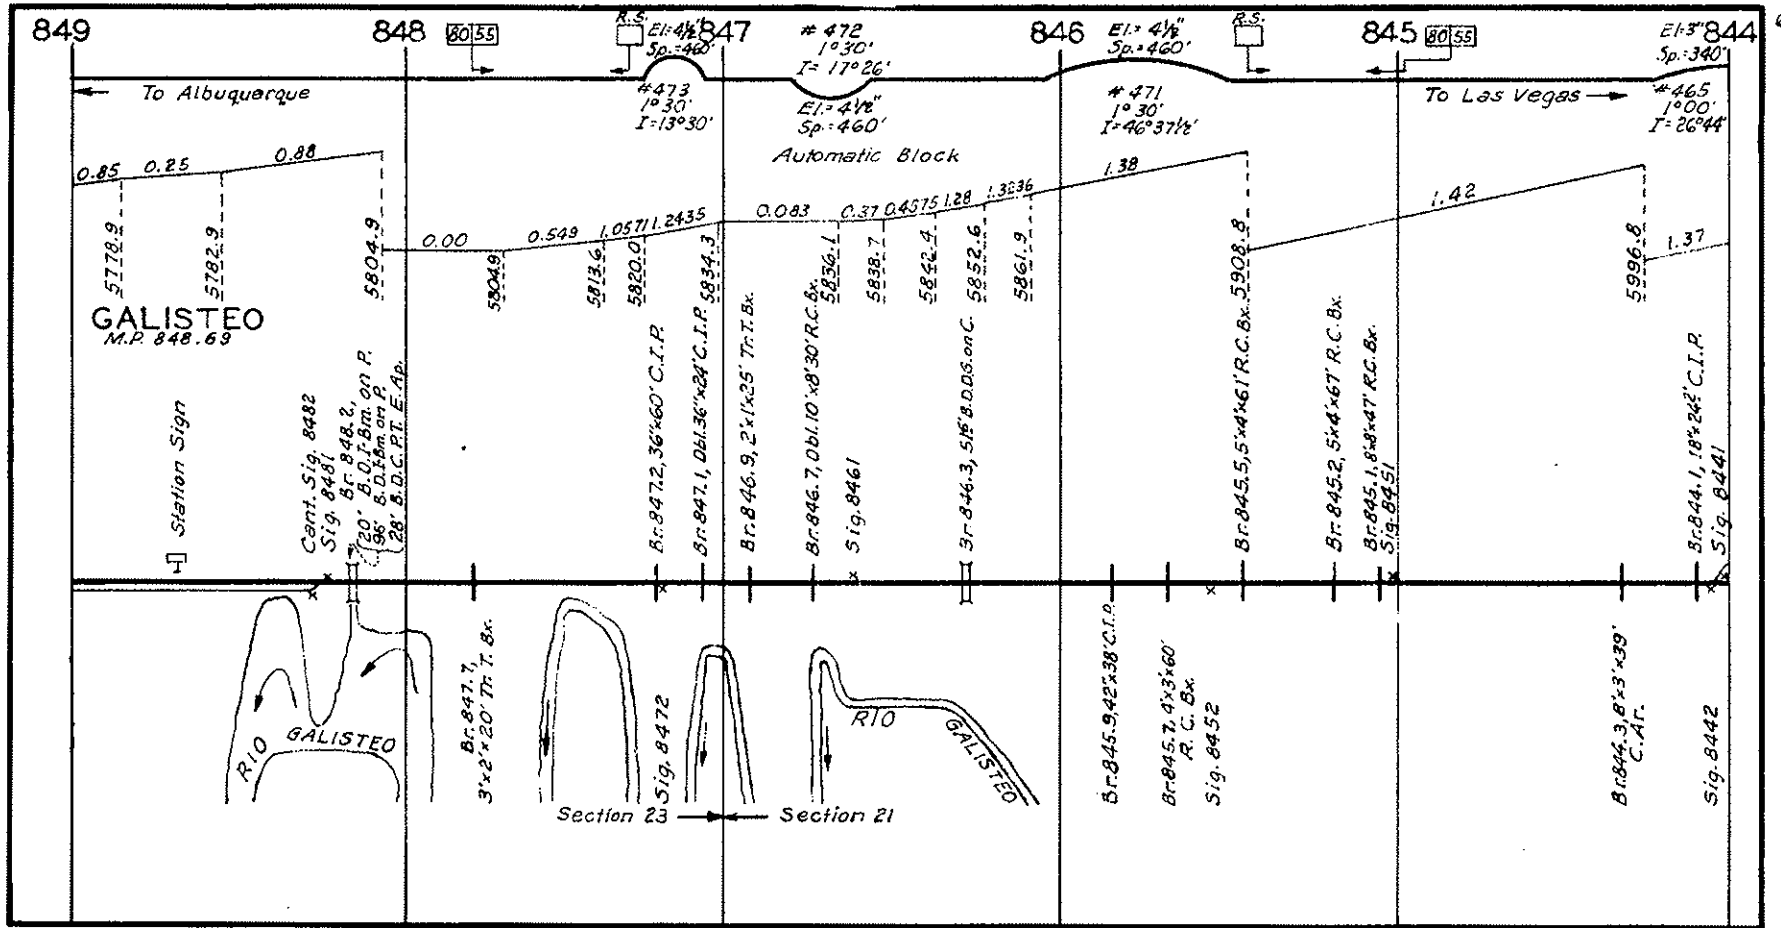 849
848
80 55
R.S.
El.=4½"
Sp.=460'
847
# 472
1°30'
I= 17°26'
846
El.= 4½"
Sp.=460'
R.S.
845
80 55
El=3"
Sp.=340'
844
To Albuquerque
#473
1°30'
I=13°30'
El.= 4½"
Sp.=460'
# 471
1°30'
I=46°37½'
To Las Vegas
#465
1°00'
I=26°44'
Automatic Block
0.85
0.25
0.88
0.00
0.549
1.0571
1.2435
0.083
0.37
0.4575
1.28
1.3236
1.38
1.42
1.37
5778.9
5782.9
5804.9
5804.9
5813.6
5820.0
5834.3
5836.1
5838.7
5842.4
5852.6
5861.9
5908.8
5996.8
GALISTEO
M.P. 848.69
Station Sign
Cant. Sig. 8482
Sig. 8481
Br. 848.2,
20' B.D.I-Bm. on P.
96' B.D.I-Bm. on P.
28' B.D.C.P.T. E. Ap.
Br. 847.2, 36"x60' C.I.P.
Br. 847.1, Dbl. 36"x24' C.I.P.
Br. 846.9, 2'x1'x25' Tr. T. Bx.
Br. 846.7, Dbl. 10'x8'30' R.C. Bx.
Sig. 8461
Br. 846.3, B.D.D.G. on C.
Br. 845.5, 5'x4'x61' R.C. Bx.
Br. 845.2, 5'x4'x67' R.C. Bx.
Br. 845.1, 8'x8'x47' R.C. Bx.
Sig. 8451
Br. 844.1, 18"x24' C.I.P.
Sig. 8441
Br. 847.7,
3'x2'x20' Tr. T. Bx.
Sig. 8472
Br. 845.9, 42"x38' C.I.P.
Br. 845.7, 4'x3'x60'
R. C. Bx.
Sig. 8452
Br. 844.3, 8'x3'x39'
C. Ar.
Sig. 8442
RIO GALISTEO
RIO GALISTEO
Section 23
Section 21